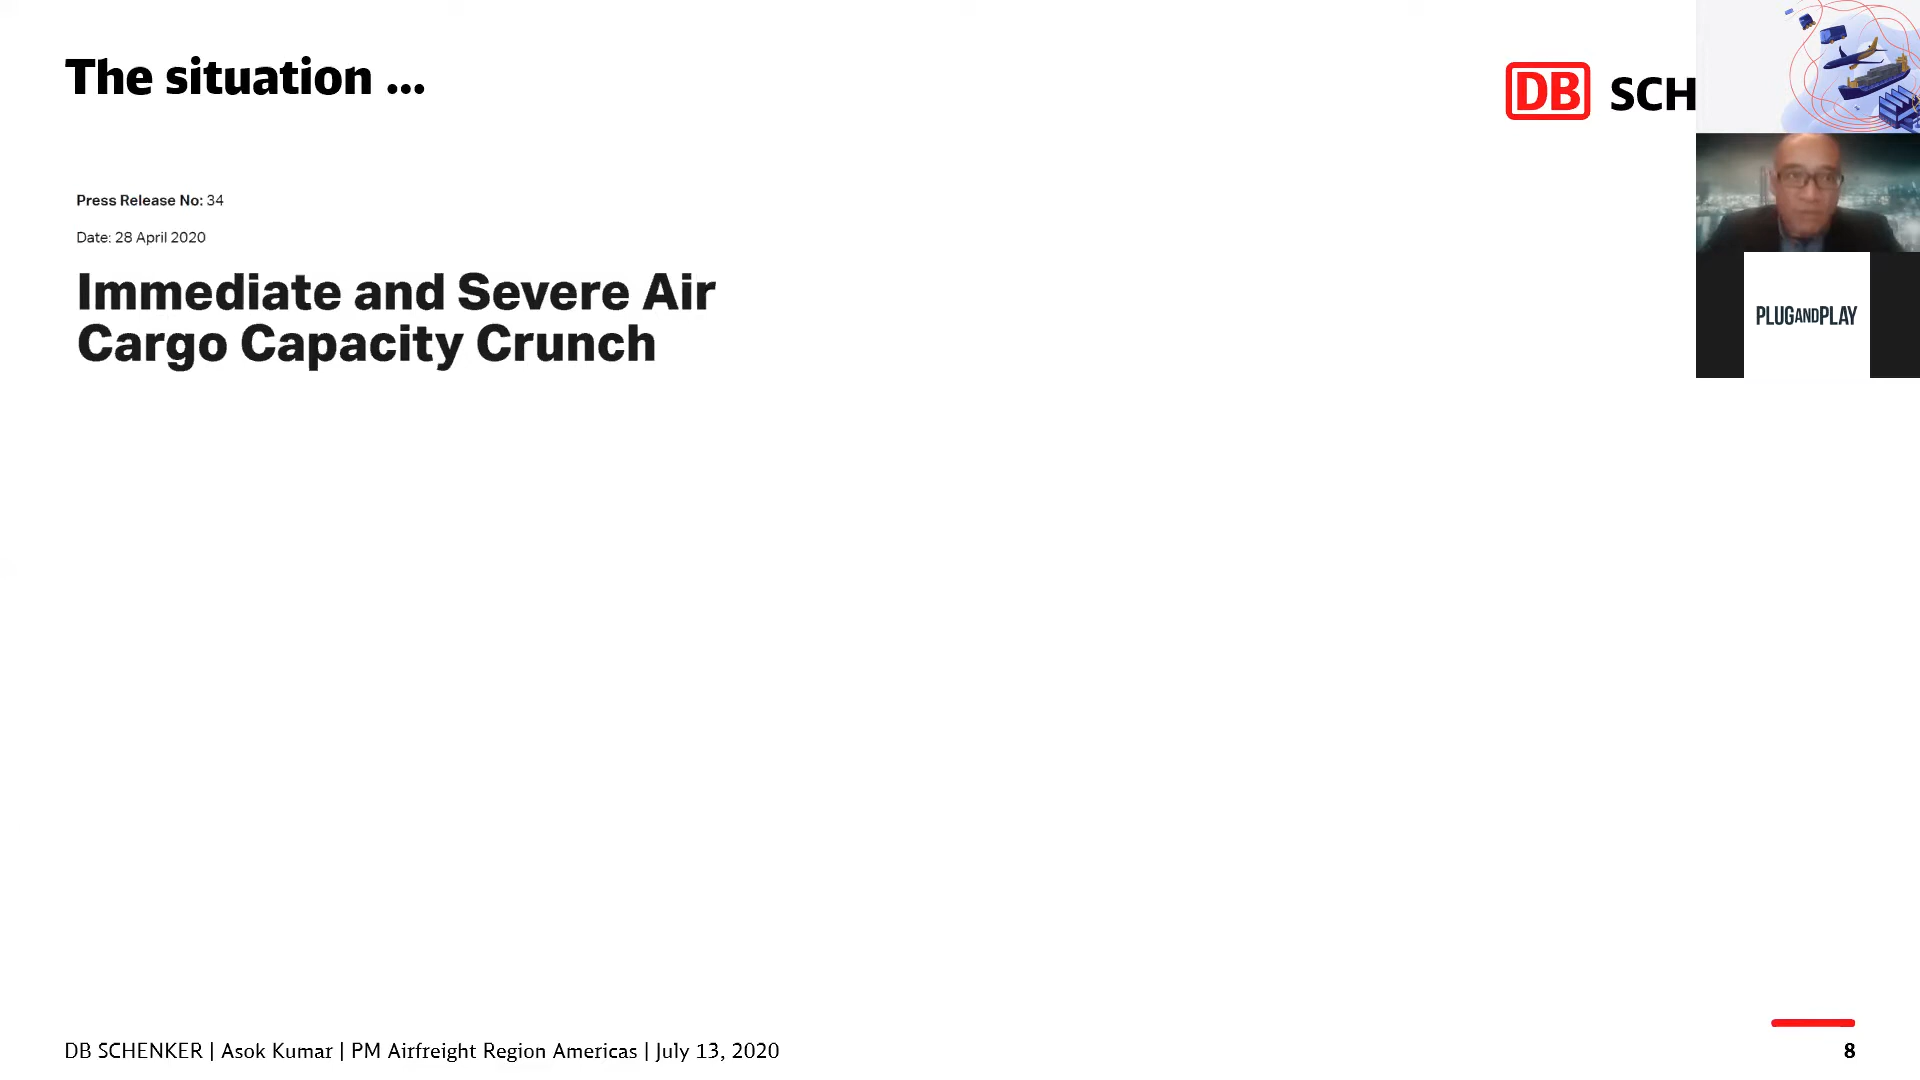 The situation ...
DB SCH
Press Release No: 34
Date: 28 April 2020
Immediate and Severe Air
Cargo Capacity Crunch
PLUGANDPLAY
DB SCHENKER | Asok Kumar | PM Airfreight Region Americas | July 13, 2020
8